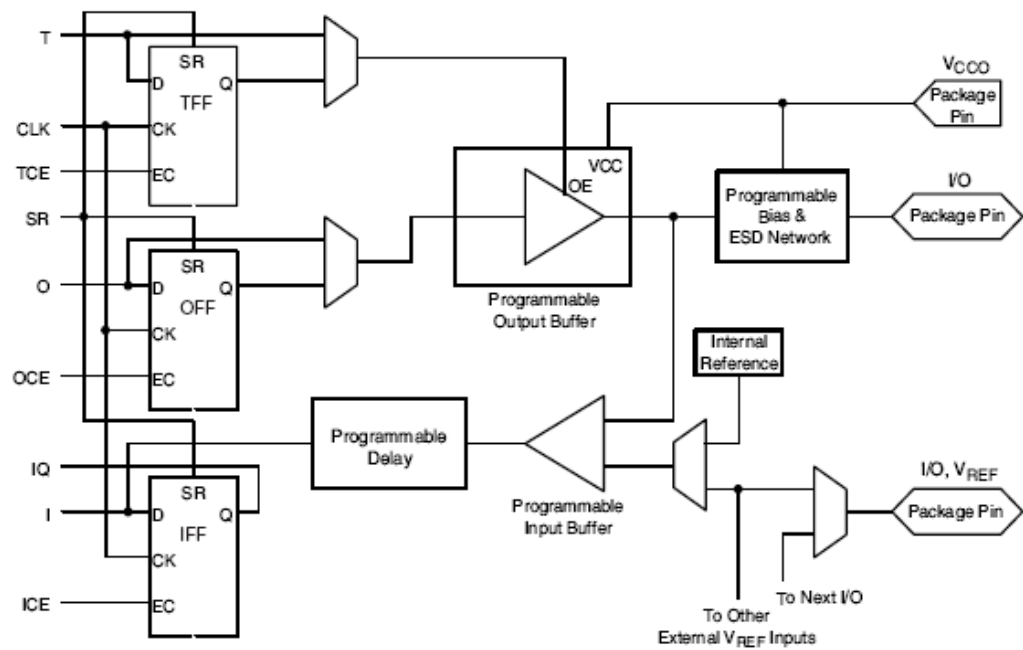 T
SR
D
Q
TFF
CLK
CK
TCE
EC
VCCO
Package
Pin
VCC
OE
Programmable
Bias &
ESD Network
I/O
Package Pin
SR
SR
O
D
Q
OFF
CK
OCE
EC
Programmable
Output Buffer
Internal
Reference
Programmable
Delay
Programmable
Input Buffer
IQ
SR
I
D
Q
IFF
CK
ICE
EC
I/O, VREF
Package Pin
To Next I/O
To Other
External VREF Inputs